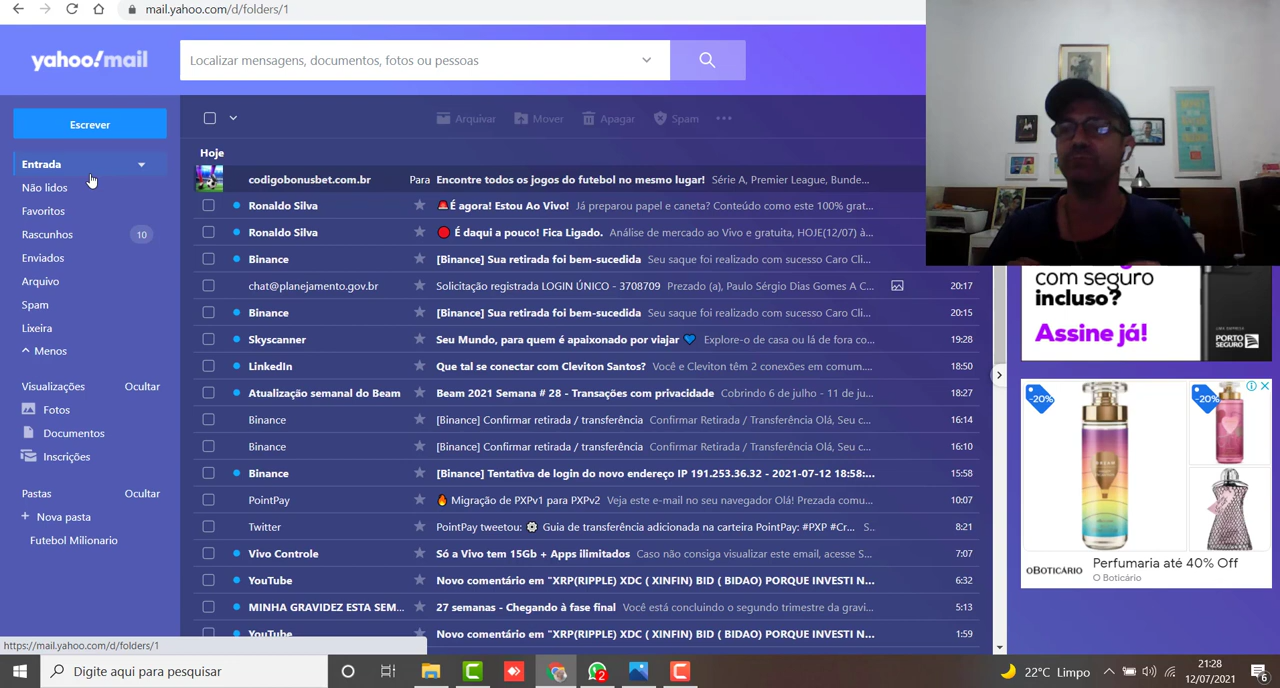 mail.yahoo.com/d/folders/1
yahoo!mail
Localizar mensagens, documentos, fotos ou pessoas
Escrever
Arquivar Mover Apagar Spam
Hoje
Entrada
Não lidos
Favoritos
Rascunhos 10
Enviados
Arquivo
Spam
Lixeira
Menos
Visualizações Ocultar
Fotos
Documentos
Inscrições
Pastas Ocultar
+ Nova pasta
Futebol Milionario
codigobonusbet.com.br Para Encontre todos os jogos do futebol no mesmo lugar! Série A, Premier League, Bunde...
Ronaldo Silva 🚨É agora! Estou Ao Vivo! Já preparou papel e caneta? Conteúdo como este 100% grat...
Ronaldo Silva 🔴 É daqui a pouco! Fica Ligado. Análise de mercado ao Vivo e gratuita, HOJE(12/07) à...
Binance [Binance] Sua retirada foi bem-sucedida Seu saque foi realizado com sucesso Caro Cli...
chat@planejamento.gov.br Solicitação registrada LOGIN ÚNICO - 3708709 Prezado (a), Paulo Sérgio Dias Gomes A C... 20:17
Binance [Binance] Sua retirada foi bem-sucedida Seu saque foi realizado com sucesso Caro Cli... 20:15
Skyscanner Seu Mundo, para quem é apaixonado por viajar 💙 Explore-o de casa ou lá de fora co... 19:28
LinkedIn Que tal se conectar com Cleviton Santos? Você e Cleviton têm 2 conexões em comum... 18:50
Atualização semanal do Beam Beam 2021 Semana # 28 - Transações com privacidade Cobrindo 6 de julho - 11 de ju... 18:27
Binance [Binance] Confirmar retirada / transferência Confirmar Retirada / Transferência Olá, Seu c... 16:14
Binance [Binance] Confirmar retirada / transferência Confirmar Retirada / Transferência Olá, Seu c... 16:10
Binance [Binance] Tentativa de login do novo endereço IP 191.253.36.32 - 2021-07-12 18:58:... 15:58
PointPay 🔥 Migração de PXPv1 para PXPv2 Veja este e-mail no seu navegador Olá! Prezada comu... 10:07
Twitter PointPay tweetou: ⚙ Guia de transferência adicionada na carteira PointPay: #PXP #Cr... S... 8:21
Vivo Controle Só a Vivo tem 15Gb + Apps ilimitados Caso não consiga visualizar este email, acesse S... 7:07
YouTube Novo comentário em "XRP(RIPPLE) XDC ( XINFIN) BID ( BIDAO) PORQUE INVESTI N... 6:32
MINHA GRAVIDEZ ESTA SEM... 27 semanas - Chegando à fase final Você está concluindo o segundo trimestre da gravi... 5:13
YouTube Novo comentário em "XRP(RIPPLE) XDC ( XINFIN) BID ( BIDAO) PORQUE INVESTI N... 1:59
com seguro
incluso?
Assine já!
PORTO
SEGURO
-20%
-20%
oBOTICÁRIO
Perfumaria até 40% Off
O Boticário
https://mail.yahoo.com/d/folders/1
Digite aqui para pesquisar
2
22°C Limpo
21:28
12/07/2021
6